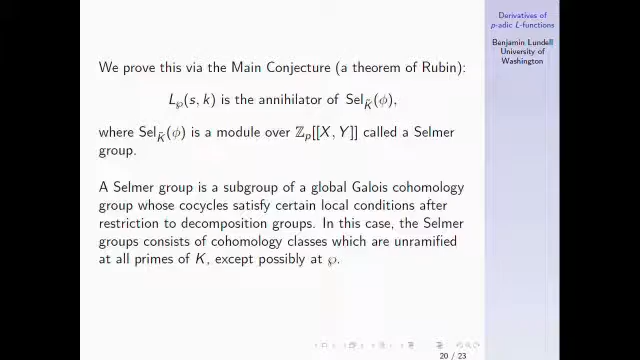 Derivatives of
p-adic L-functions
Benjamin Lundell
University of
Washington
We prove this via the Main Conjecture (a theorem of Rubin):
L℘(s, k) is the annihilator of Sel_K̃(ϕ),
where Sel_K̃(ϕ) is a module over ℤₚ[[X, Y]] called a Selmer
group.
A Selmer group is a subgroup of a global Galois cohomology
group whose cocycles satisfy certain local conditions after
restriction to decomposition groups. In this case, the Selmer
groups consists of cohomology classes which are unramified
at all primes of K, except possibly at ℘.
20 / 23